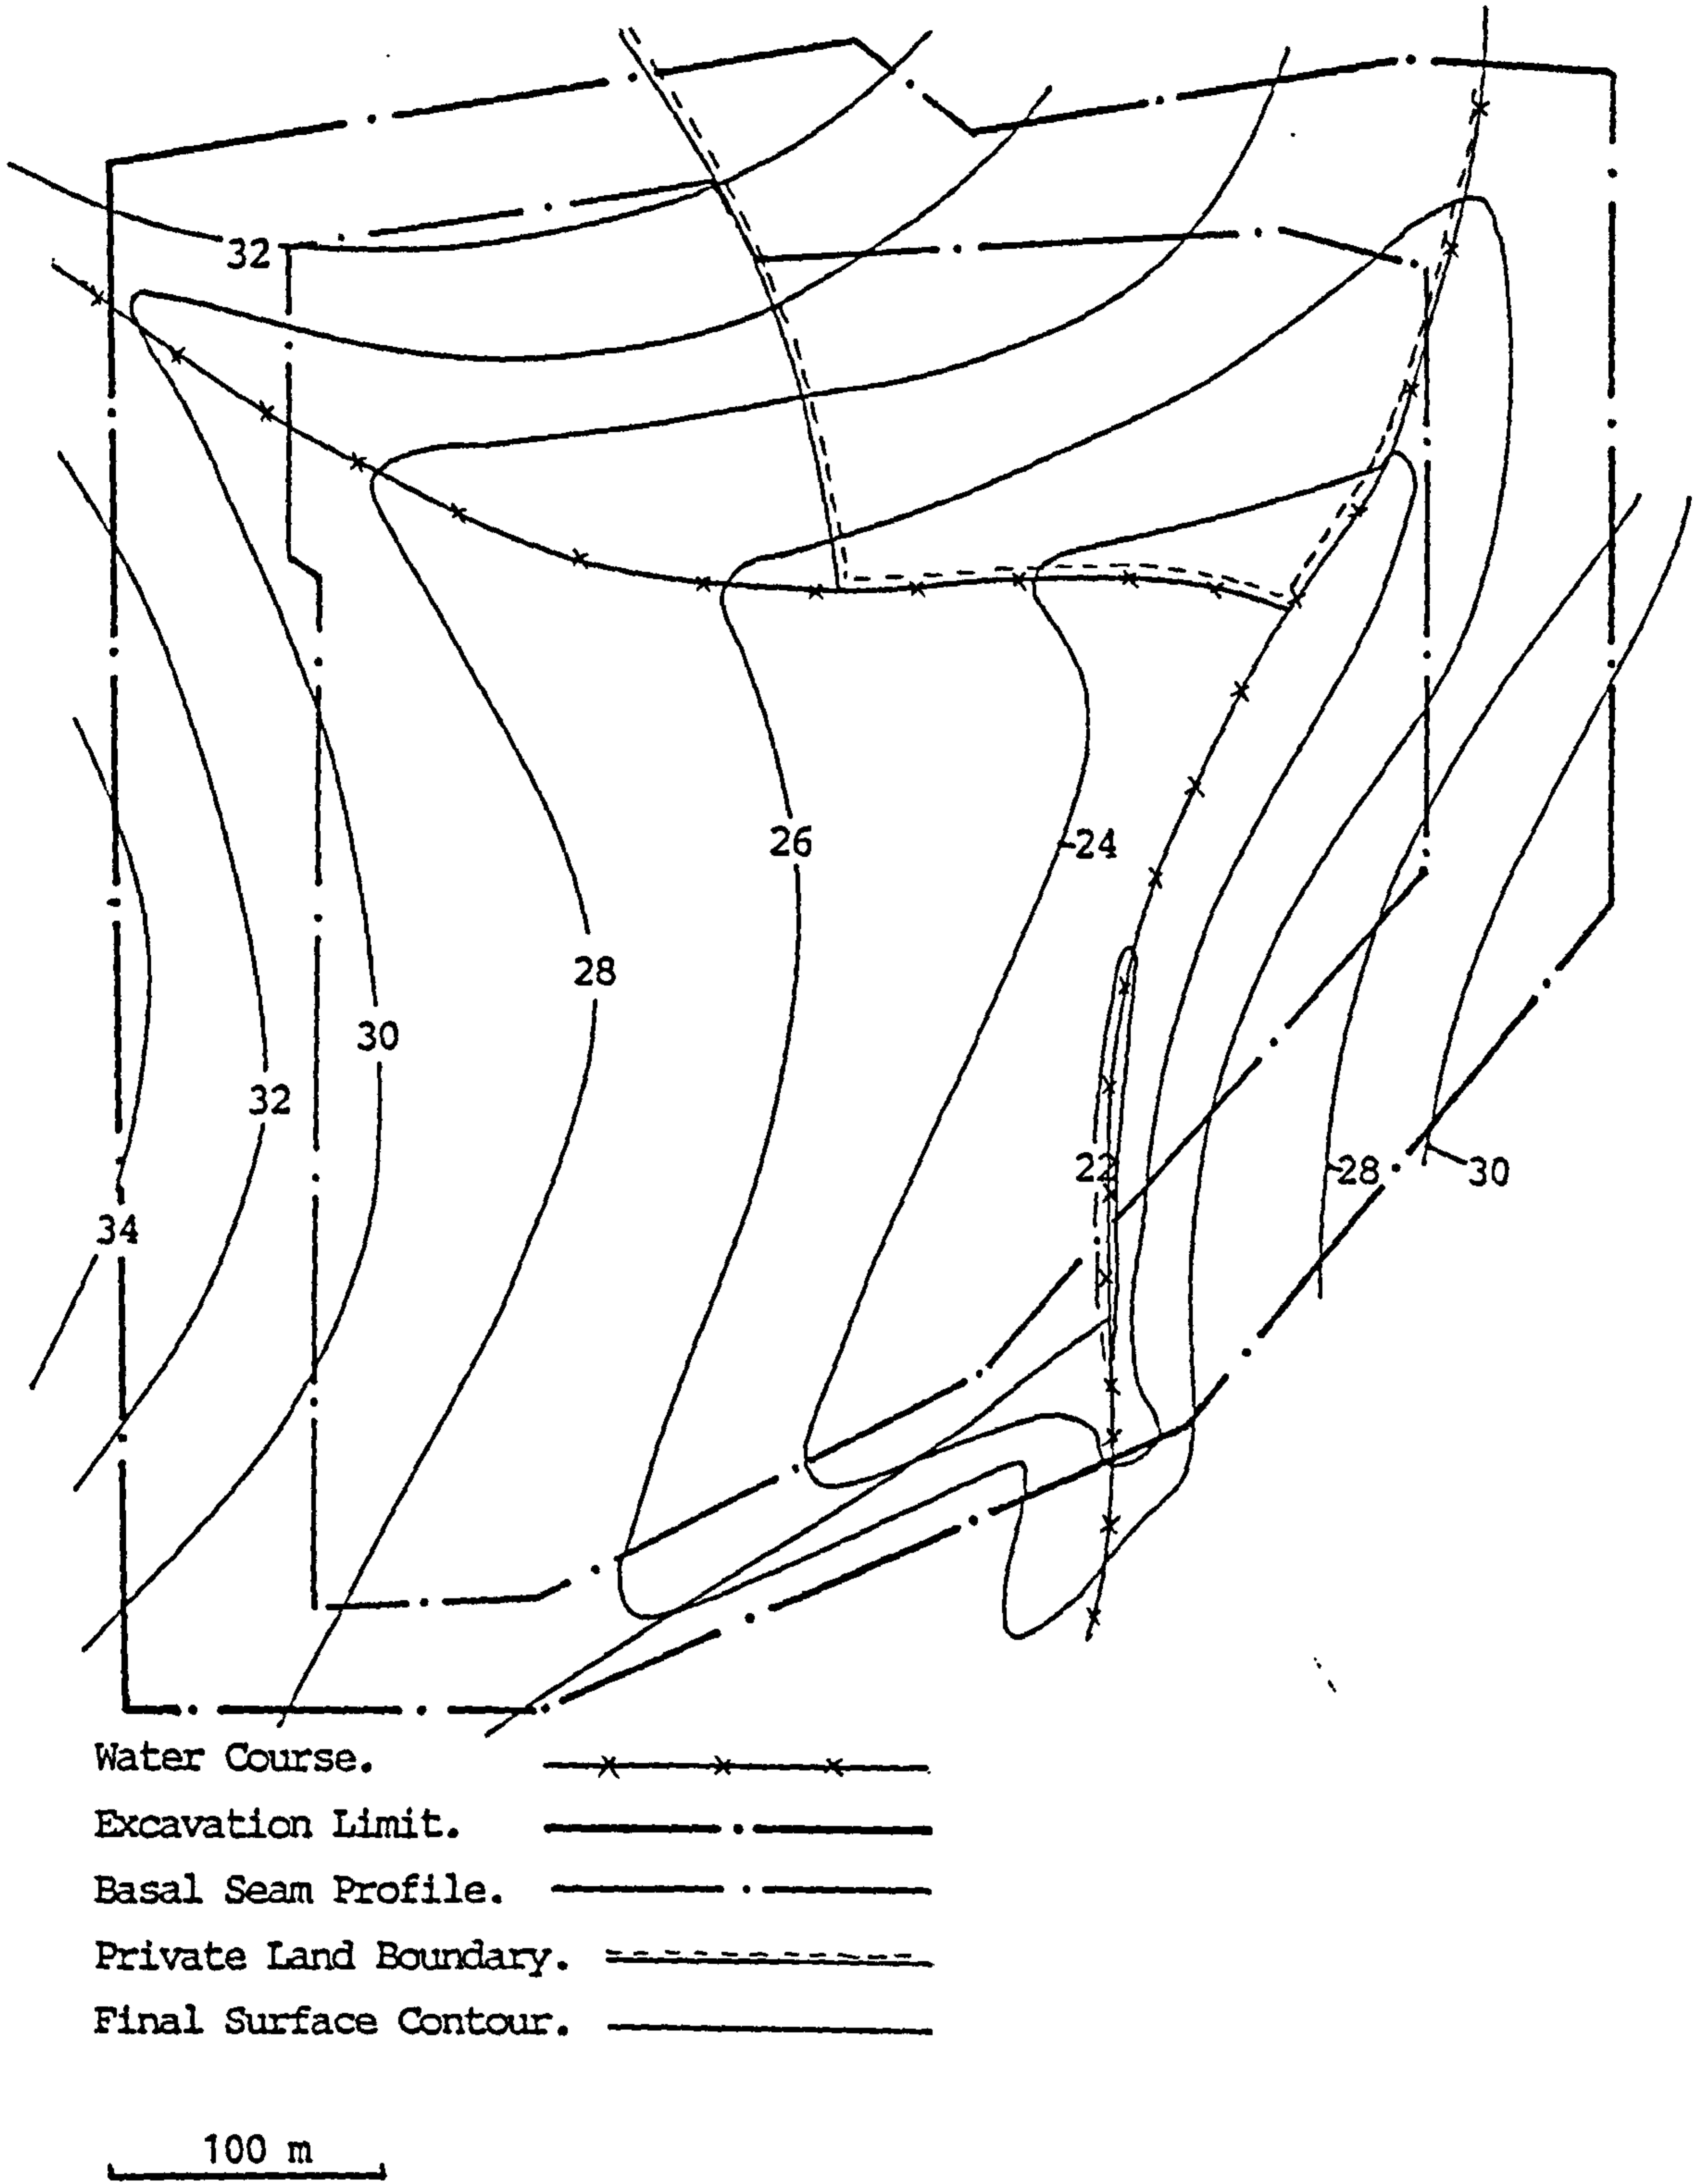 32
26
24
28
30
32
22
28
30
34
Water Course.
Excavation Limit.
Basal Seam Profile.
Private Land Boundary.
Final Surface Contour.
100 m